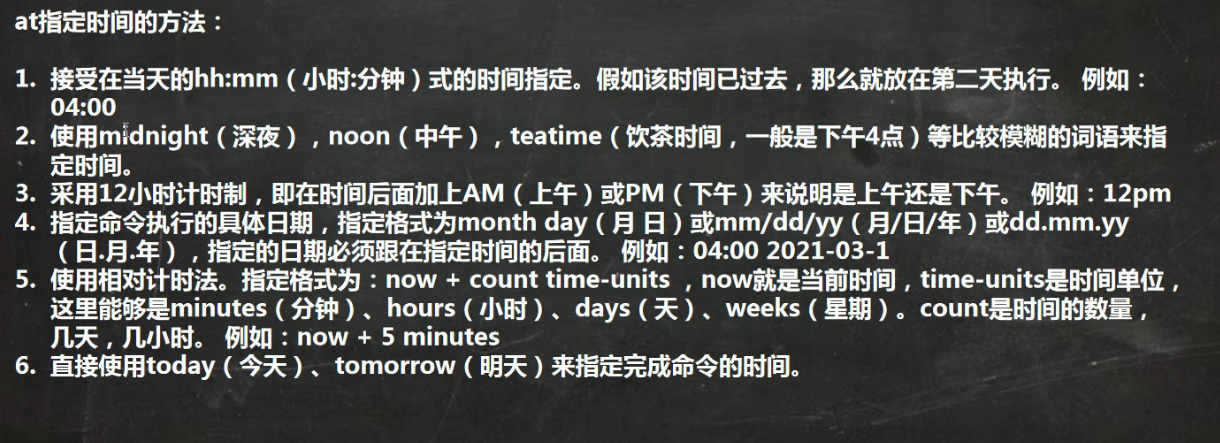 at指定时间的方法：
1. 接受在当天的hh:mm（小时:分钟）式的时间指定。假如该时间已过去，那么就放在第二天执行。 例如：
04:00
2. 使用midnight（深夜），noon（中午），teatime（饮茶时间，一般是下午4点）等比较模糊的词语来指
定时间。
3. 采用12小时计时制，即在时间后面加上AM（上午）或PM（下午）来说明是上午还是下午。 例如：12pm
4. 指定命令执行的具体日期，指定格式为month day（月 日）或mm/dd/yy（月/日/年）或dd.mm.yy
（日.月.年），指定的日期必须跟在指定时间的后面。 例如：04:00 2021-03-1
5. 使用相对计时法。指定格式为：now + count time-units ，now就是当前时间，time-units是时间单位，
这里能够是minutes（分钟）、hours（小时）、days（天）、weeks（星期）。count是时间的数量，
几天，几小时。 例如：now + 5 minutes
6. 直接使用today（今天）、tomorrow（明天）来指定完成命令的时间。